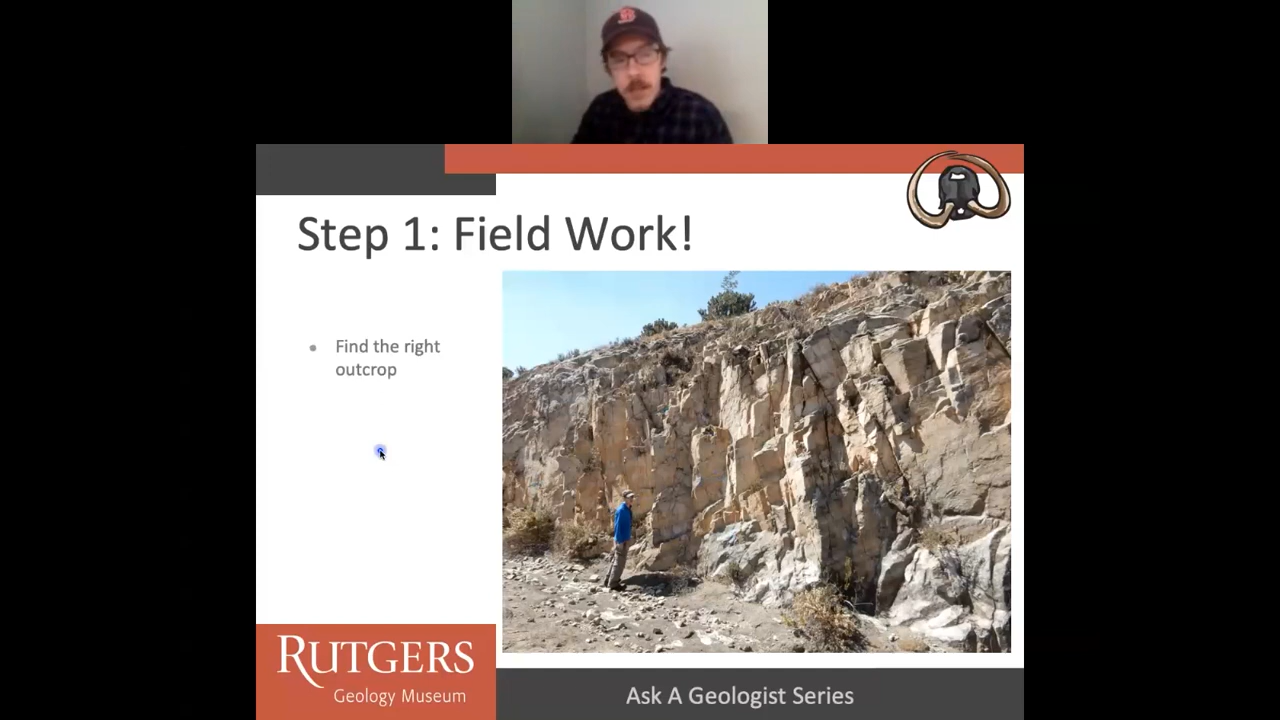 Step 1: Field Work!
Find the right
outcrop
RUTGERS
Geology Museum
Ask A Geologist Series